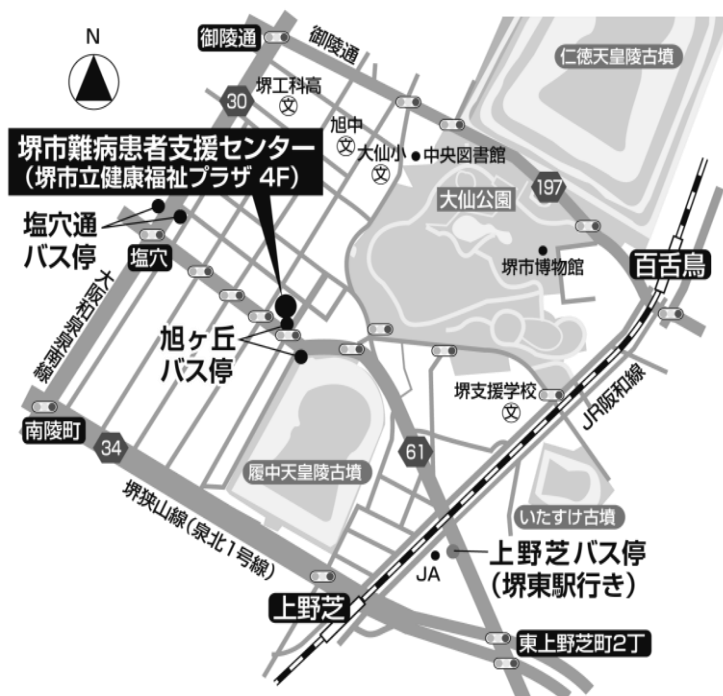 N
御陵通
御陵通
仁徳天皇陵古墳
堺工科高
文
30
旭中
文
大仙小
文
中央図書館
堺市難病患者支援センター
(堺市立健康福祉プラザ 4F)
大仙公園
197
塩穴通
バス停
塩穴
堺市博物館
百舌鳥
大阪和泉泉南線
旭ヶ丘
バス停
堺支援学校
文
JR阪和線
南陵町
34
61
履中天皇陵古墳
いたすけ古墳
堺狭山線(泉北1号線)
上野芝バス停
(堺東駅行き)
JA
上野芝
東上野芝町2丁